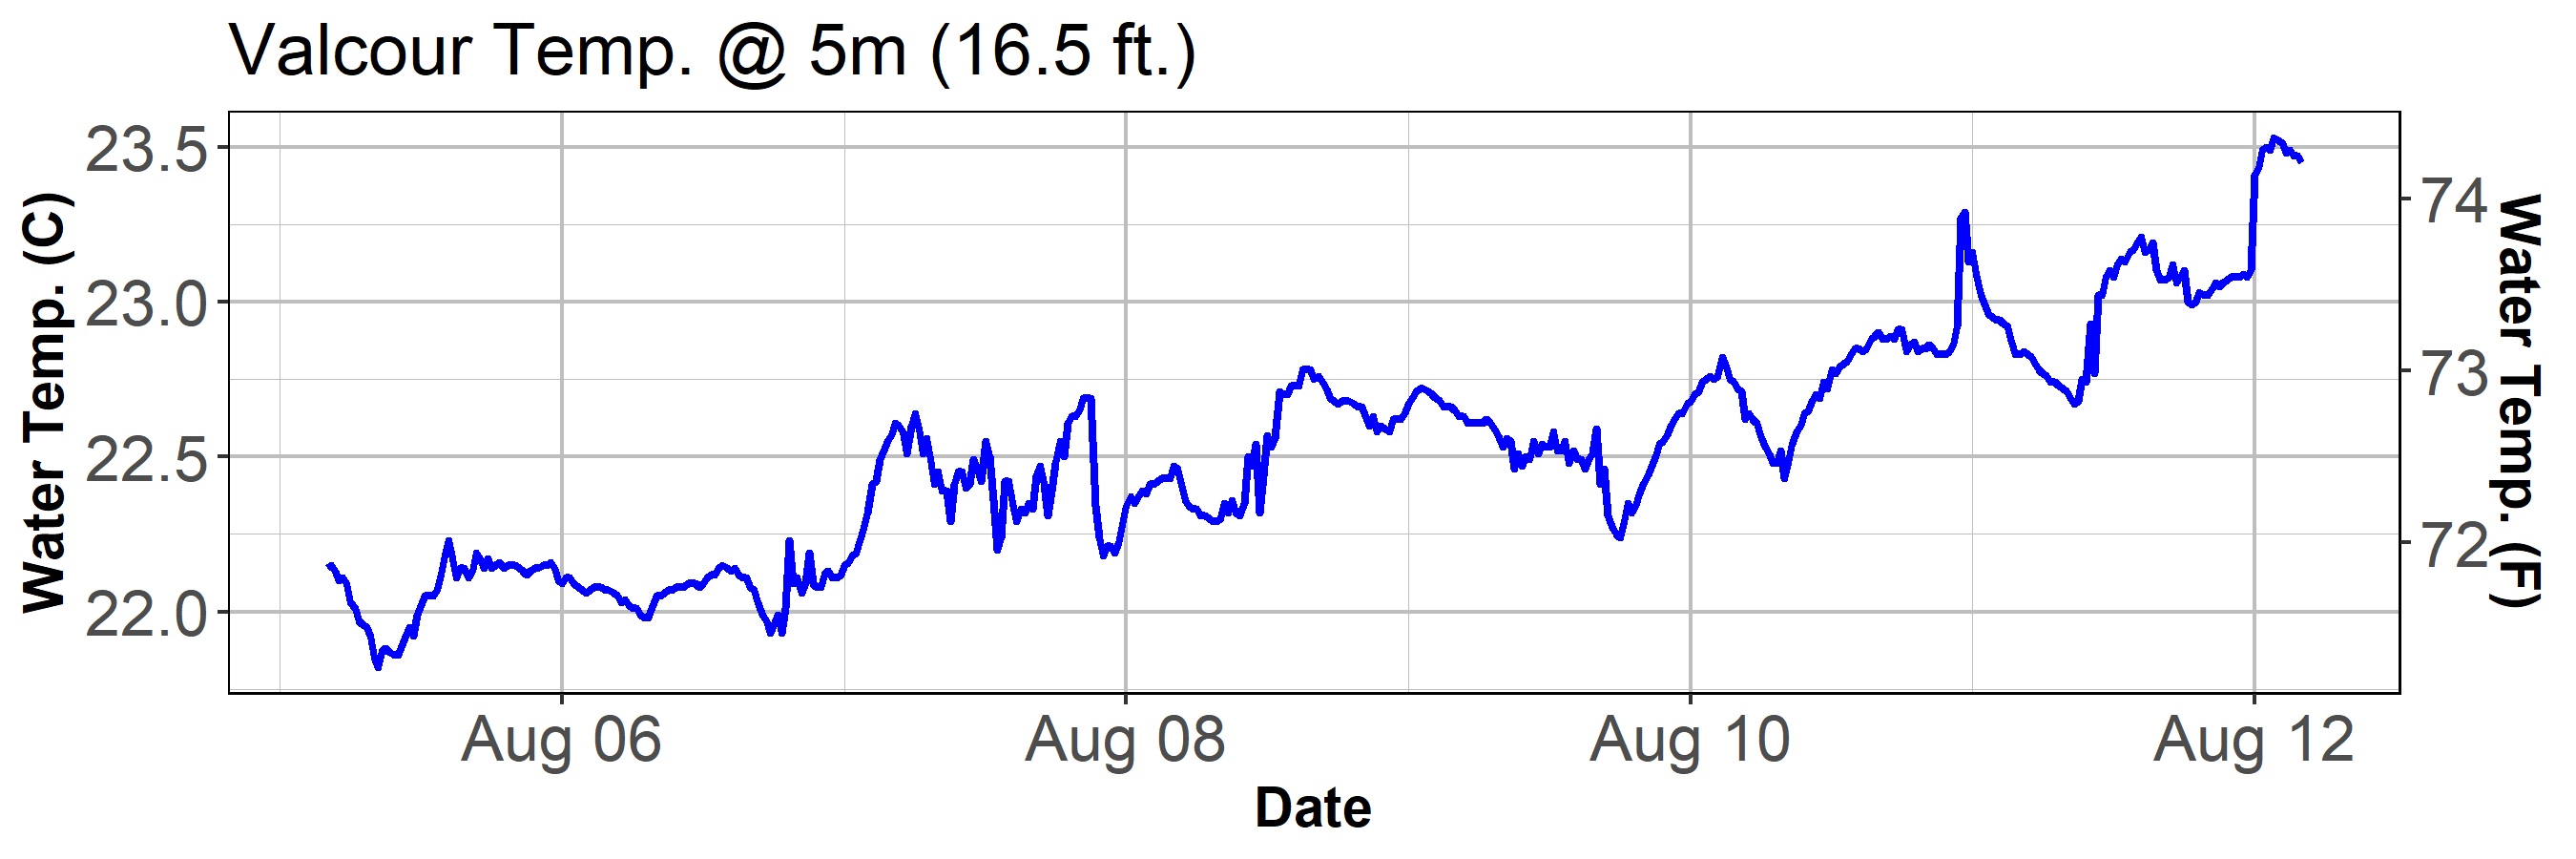 Valcour Temp. @ 5m (16.5 ft.)
Water Temp. (C)
23.5
23.0
22.5
22.0
74
73
72
Water Temp. (F)
Aug 06 Aug 08 Aug 10 Aug 12
Date